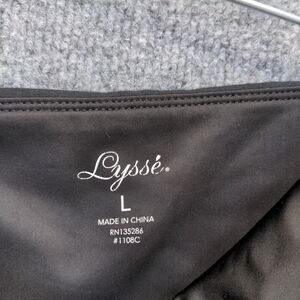 Lyssé®
L
MADE IN CHINA
RN135286
#1108C